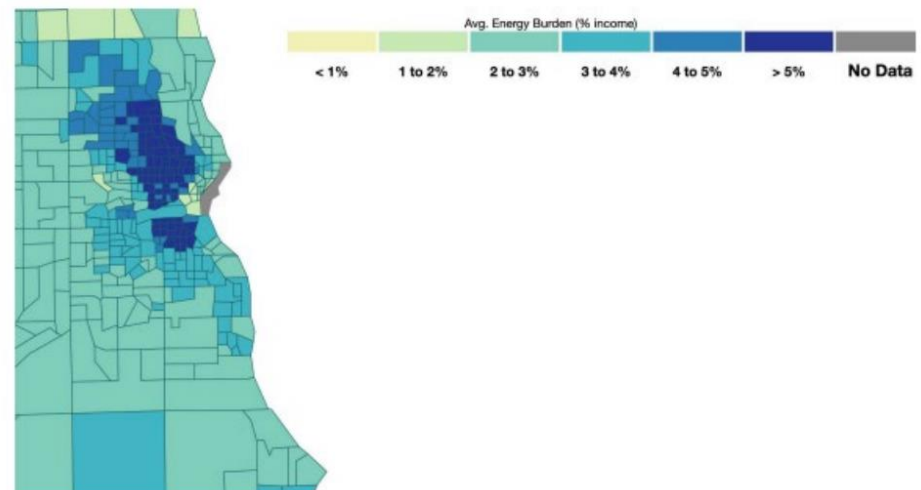 Avg. Energy Burden (% income)
< 1% 1 to 2% 2 to 3% 3 to 4% 4 to 5% > 5% No Data